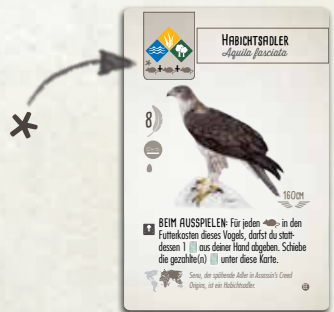 *
HABICHTSADLER
Aquila fasciata
*
+ +
8
160CM
BEIM AUSSPIELEN: Für jeden in den
Futterkosten dieses Vogels, darfst du statt-
dessen 1 aus deiner Hand abgeben. Schiebe
die gezahlte(n) unter diese Karte.
Senu, der spähende Adler in Assassin's Creed
Origins, ist ein Habichtsadler.